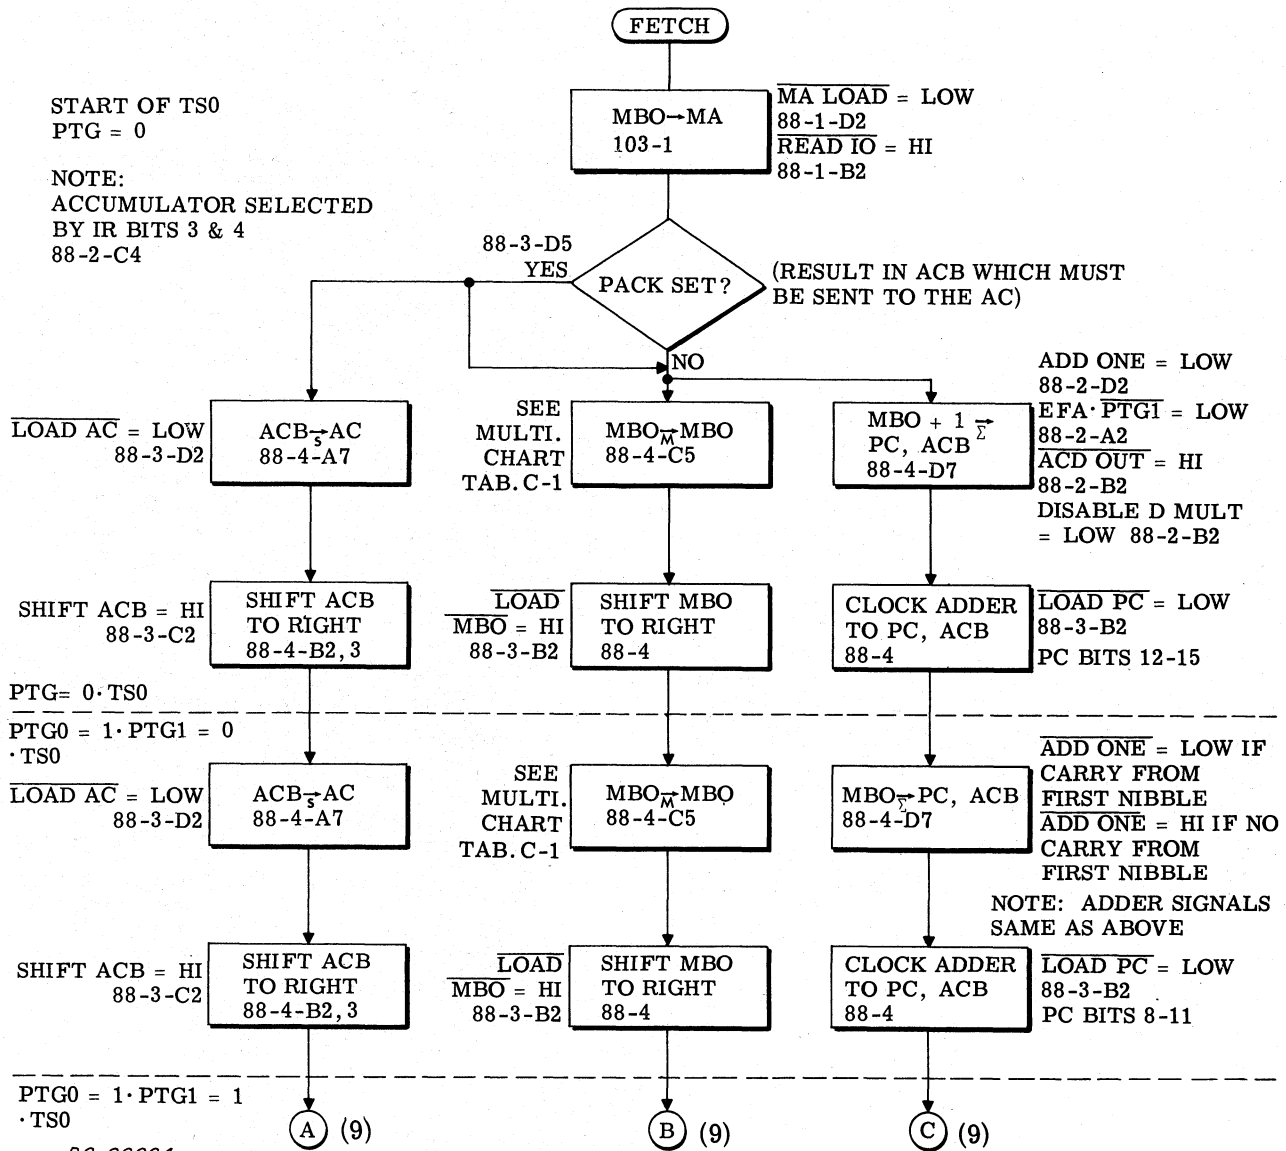 FETCH
START OF TS0
PTG = 0
NOTE:
ACCUMULATOR SELECTED
BY IR BITS 3 & 4
88-2-C4
MBO→MA
103-1
MA LOAD = LOW
88-1-D2
READ IO = HI
88-1-B2
88-3-D5
YES
PACK SET?
(RESULT IN ACB WHICH MUST
BE SENT TO THE AC)
NO
LOAD AC = LOW
88-3-D2
ACB→S AC
88-4-A7
SEE
MULTI.
CHART
TAB. C-1
MBO→M MBO
88-4-C5
MBO + 1 →Σ
PC, ACB
88-4-D7
ADD ONE = LOW
88-2-D2
EFA·PTG1 = LOW
88-2-A2
ACD OUT = HI
88-2-B2
DISABLE D MULT
= LOW 88-2-B2
SHIFT ACB = HI
88-3-C2
SHIFT ACB
TO RIGHT
88-4-B2,3
LOAD
MBO = HI
88-3-B2
SHIFT MBO
TO RIGHT
88-4
CLOCK ADDER
TO PC, ACB
88-4
LOAD PC = LOW
88-3-B2
PC BITS 12-15
PTG= 0·TS0
PTG0 = 1·PTG1 = 0
·TS0
LOAD AC = LOW
88-3-D2
ACB→S AC
88-4-A7
SEE
MULTI.
CHART
TAB. C-1
MBO→M MBO
88-4-C5
MBO→Σ PC, ACB
88-4-D7
ADD ONE = LOW IF
CARRY FROM
FIRST NIBBLE
ADD ONE = HI IF NO
CARRY FROM
FIRST NIBBLE
NOTE: ADDER SIGNALS
SAME AS ABOVE
SHIFT ACB = HI
88-3-C2
SHIFT ACB
TO RIGHT
88-4-B2,3
LOAD
MBO = HI
88-3-B2
SHIFT MBO
TO RIGHT
88-4
CLOCK ADDER
TO PC, ACB
88-4
LOAD PC = LOW
88-3-B2
PC BITS 8-11
PTG0 = 1·PTG1 = 1
·TS0
A (9)
B (9)
C (9)